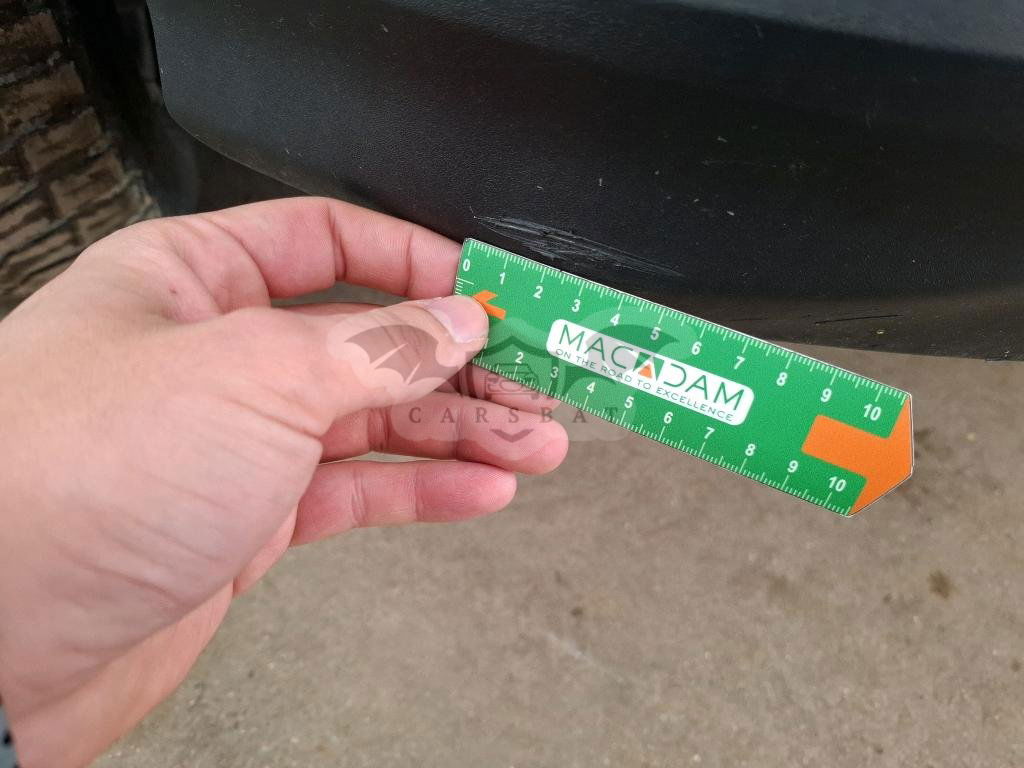 0 1 2 3 4 5 6 7 8 9 10
MACADAM
ON THE ROAD TO EXCELLENCE
2 3 4 5 6 7 8 9 10
CARSBAT